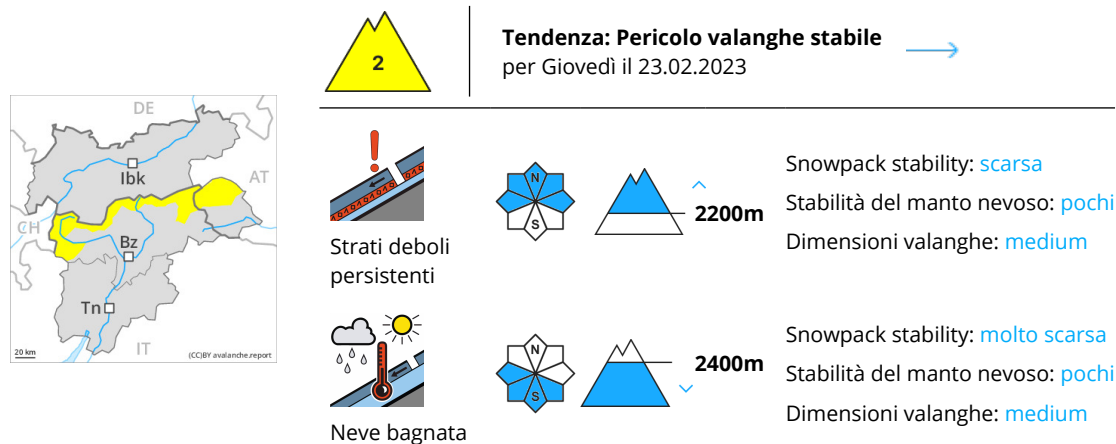 2
Tendenza: Pericolo valanghe stabile
per Giovedì il 23.02.2023
DE
AT
Ibk
CH
Bz
Tn
IT
20 km
(CC)BY avalanche.report
Strati deboli
persistenti
N
S
2200m
Snowpack stability: scarsa
Stabilità del manto nevoso: pochi
Dimensioni valanghe: medium
Neve bagnata
N
S
2400m
Snowpack stability: molto scarsa
Stabilità del manto nevoso: pochi
Dimensioni valanghe: medium